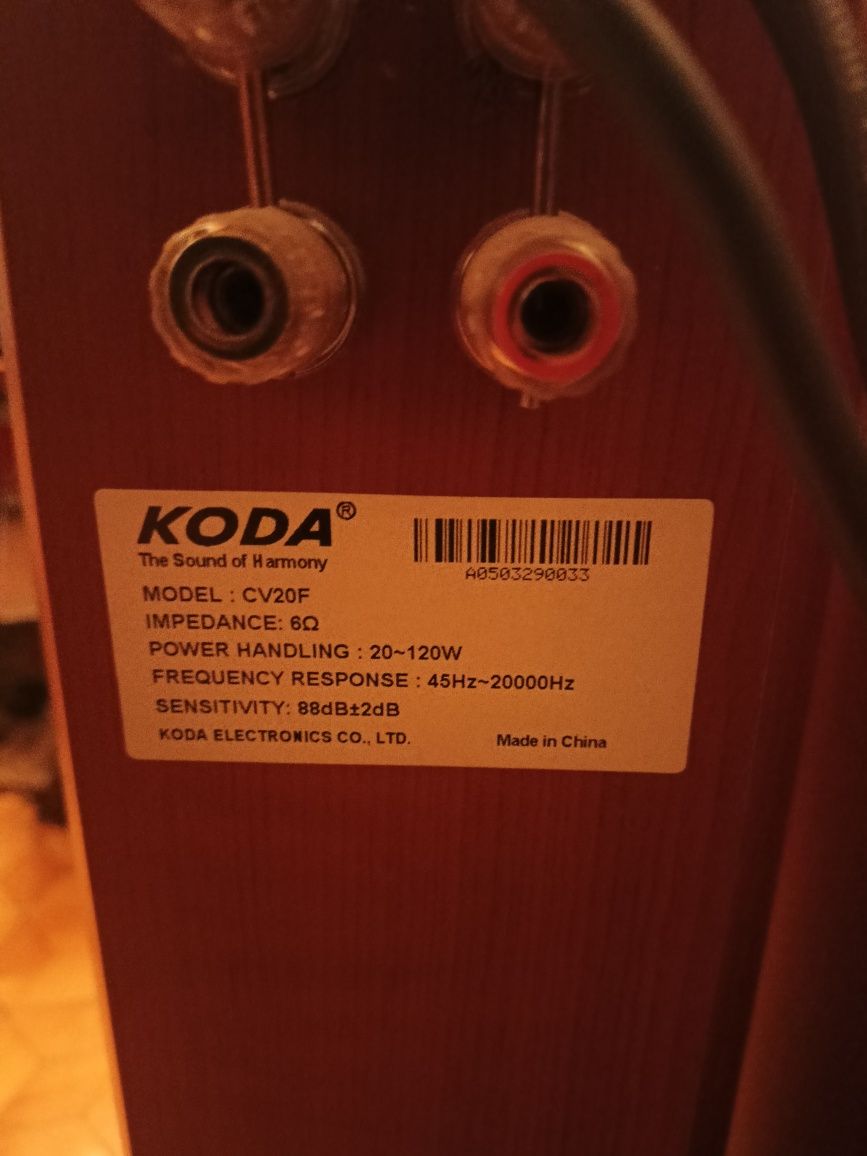 KODA®
The Sound of Harmony
A0503290033
MODEL : CV20F
IMPEDANCE: 6Ω
POWER HANDLING : 20~120W
FREQUENCY RESPONSE : 45Hz~20000Hz
SENSITIVITY: 88dB±2dB
KODA ELECTRONICS CO., LTD.
Made in China